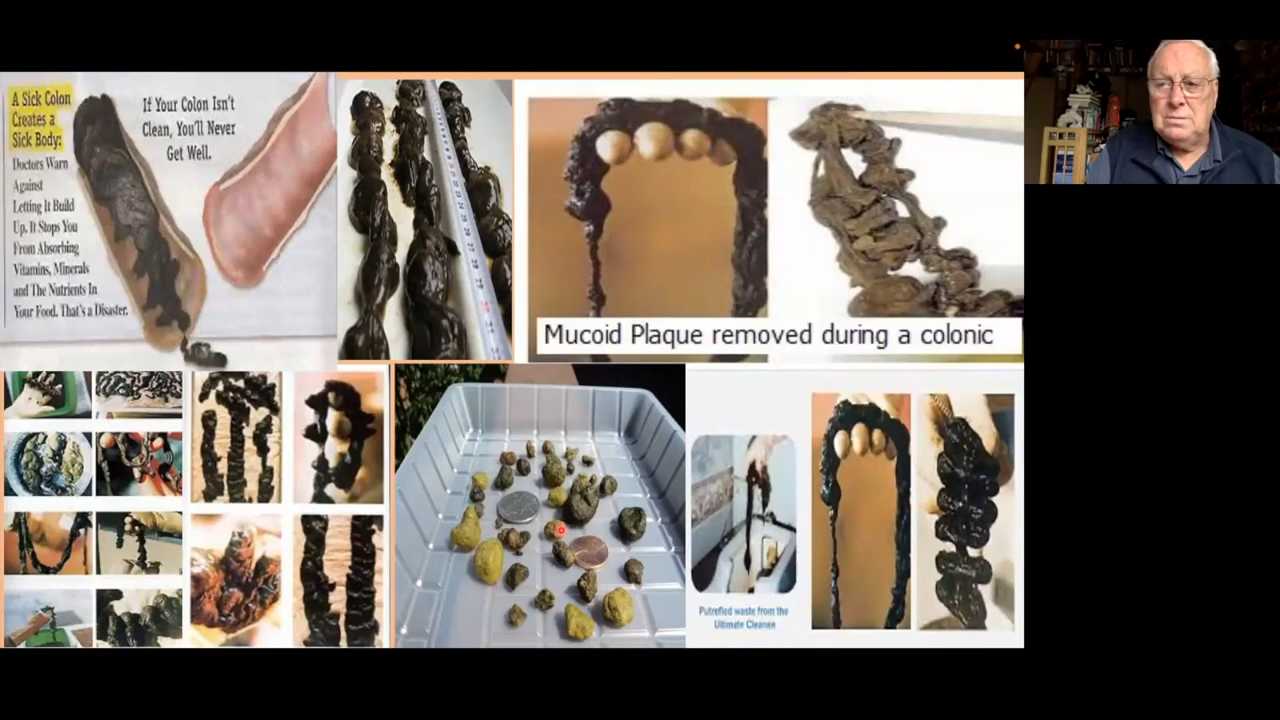 A Sick Colon
Creates a
Sick Body:
Doctors Warn
Against
Letting It Build
Up. It Stops You
From Absorbing
Vitamins, Minerals
and The Nutrients In
Your Food. That's a Disaster.
If Your Colon Isn't
Clean, You'll Never
Get Well.
Mucoid Plaque removed during a colonic
Putrefied waste from the
Ultimate Cleanse